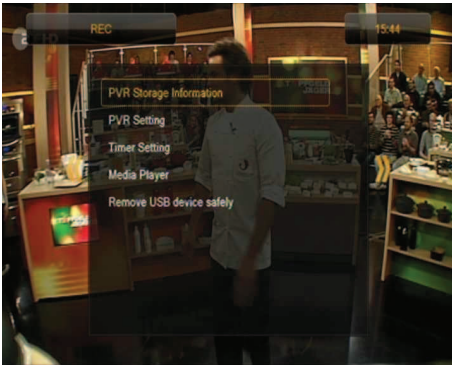 REC
15:44
PVR Storage Information
PVR Setting
Timer Setting
Media Player
Remove USB device safely